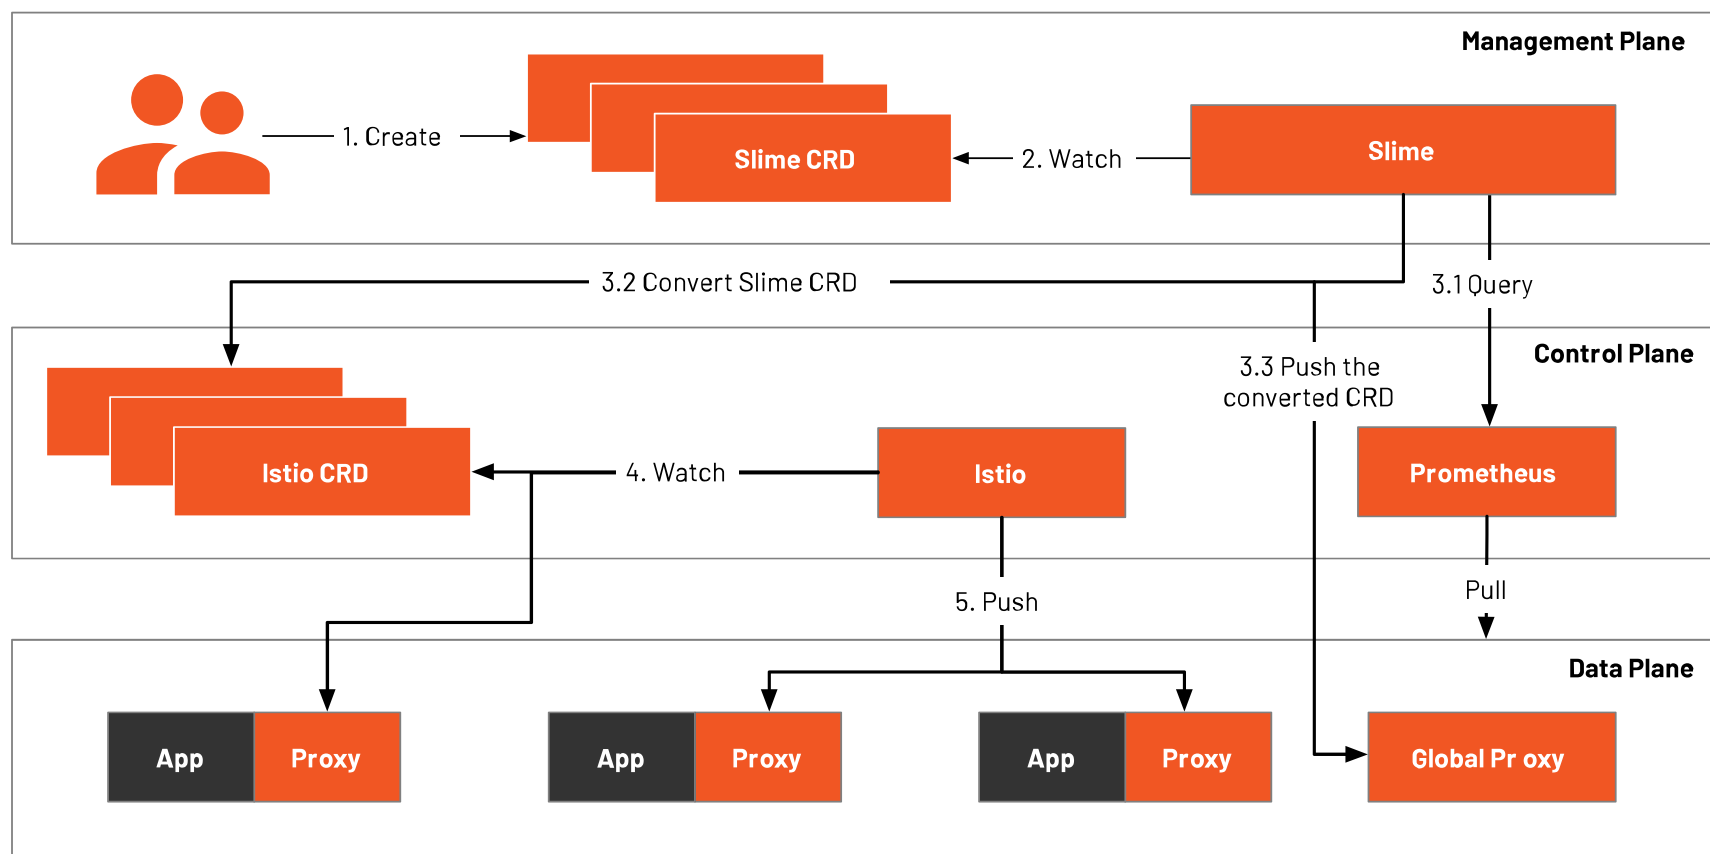 Management Plane
1. Create
Slime CRD
2. Watch
Slime
3.2 Convert Slime CRD
3.1 Query
Control Plane
3.3 Push the
converted CRD
Istio CRD
4. Watch
Istio
Prometheus
5. Push
Pull
Data Plane
App
Proxy
App
Proxy
App
Proxy
Global Pr oxy